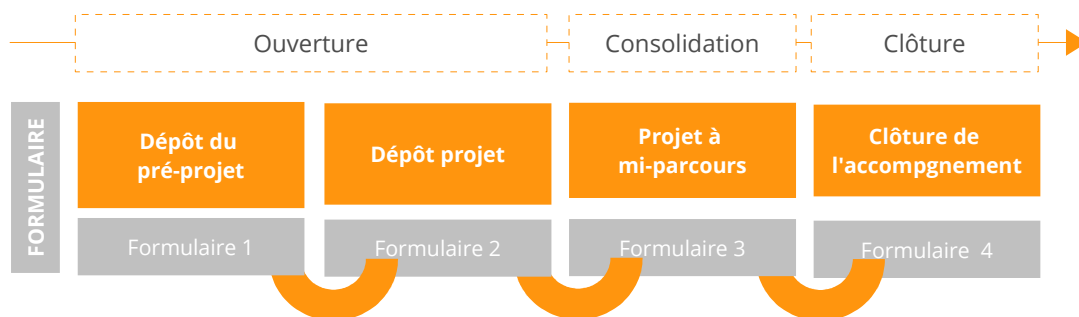 Ouverture
Consolidation
Clôture
FORMULAIRE
Dépôt du
pré-projet
Dépôt projet
Projet à
mi-parcours
Clôture de
l'accompgnement
Formulaire 1
Formulaire 2
Formulaire 3
Formulaire 4